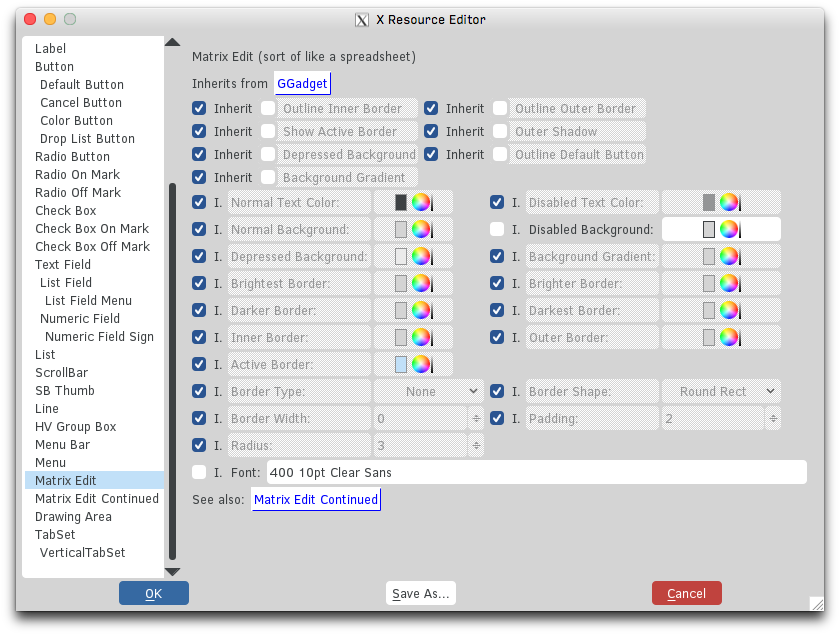 X Resource Editor
Label
Button
Default Button
Cancel Button
Color Button
Drop List Button
Radio Button
Radio On Mark
Radio Off Mark
Check Box
Check Box On Mark
Check Box Off Mark
Text Field
List Field
List Field Menu
Numeric Field
Numeric Field Sign
List
ScrollBar
SB Thumb
Line
HV Group Box
Menu Bar
Menu
Matrix Edit
Matrix Edit Continued
Drawing Area
TabSet
VerticalTabSet
Matrix Edit (sort of like a spreadsheet)
Inherits from GGadget
Inherit Outline Inner Border Inherit Outline Outer Border
Inherit Show Active Border Inherit Outer Shadow
Inherit Depressed Background Inherit Outline Default Button
Inherit Background Gradient
I. Normal Text Color: I. Disabled Text Color:
I. Normal Background: I. Disabled Background:
I. Depressed Background: I. Background Gradient:
I. Brightest Border: I. Brighter Border:
I. Darker Border: I. Darkest Border:
I. Inner Border: I. Outer Border:
I. Active Border:
I. Border Type: None I. Border Shape: Round Rect
I. Border Width: 0 I. Padding: 2
I. Radius: 3
I. Font: 400 10pt Clear Sans
See also: Matrix Edit Continued
OK Save As... Cancel